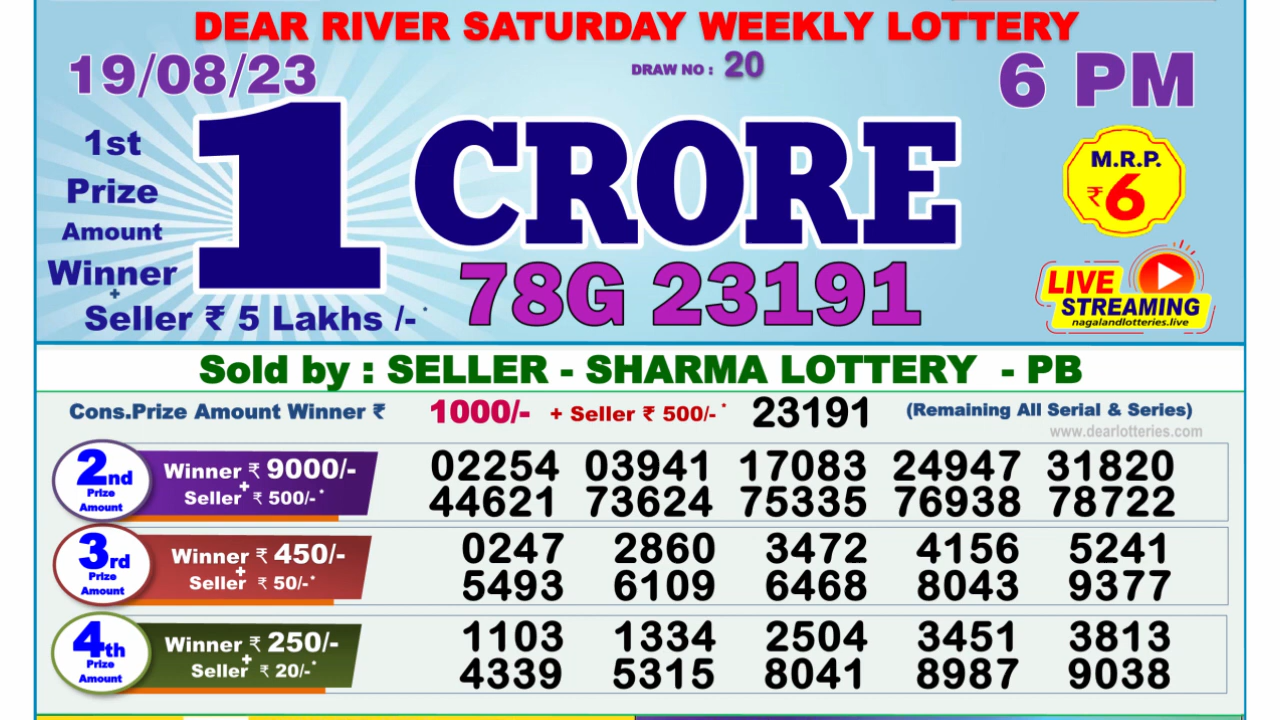 DEAR RIVER SATURDAY WEEKLY LOTTERY
19/08/23
DRAW NO : 20
6 PM
1st
Prize
Amount
Winner
+
Seller ₹ 5 Lakhs /- *
1 CRORE
78G 23191
M.R.P.
₹6
LIVE
STREAMING
nagalandlotteries.live
Sold by : SELLER - SHARMA LOTTERY - PB
Cons.Prize Amount Winner ₹ 1000/- + Seller ₹ 500/- * 23191 (Remaining All Serial & Series)
www.dearlotteries.com
2nd
Prize
Amount
Winner ₹ 9000/-
+
Seller ₹ 500/- *
02254 03941 17083 24947 31820
44621 73624 75335 76938 78722
3rd
Prize
Amount
Winner ₹ 450/-
+
Seller ₹ 50/- *
0247 2860 3472 4156 5241
5493 6109 6468 8043 9377
4th
Prize
Amount
Winner ₹ 250/-
+
Seller ₹ 20/- *
1103 1334 2504 3451 3813
4339 5315 8041 8987 9038